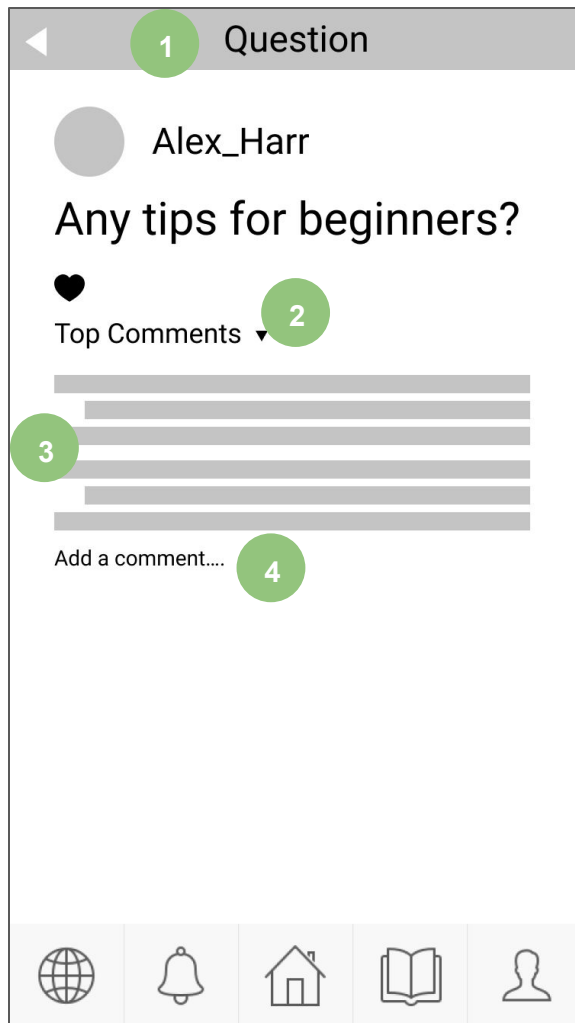 1 Question
Alex_Harr
Any tips for beginners?
2
Top Comments
3
Add a comment....
4